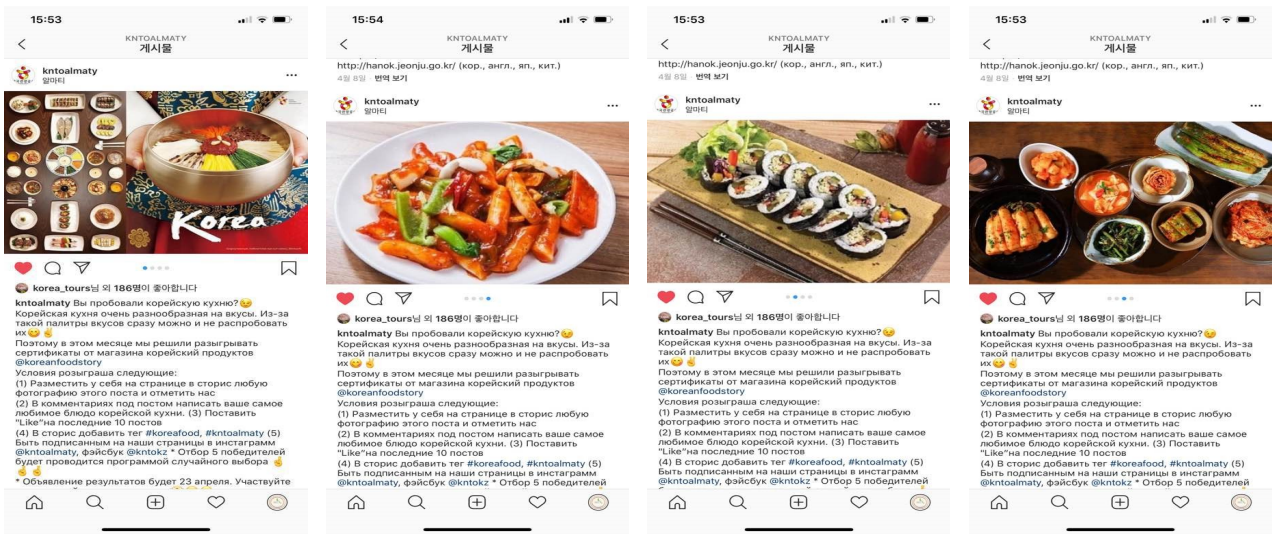 15:53
KNTOALMATY
게시물
kntoalmaty
알마티
Korea
korea_tours님 외 186명이 좋아합니다
kntoalmaty Вы пробовали корейскую кухню?😉
Корейская кухня очень разнообразная на вкусы. Из-за
такой палитры вкусов сразу можно и не распробовать
их😋☝
Поэтому в этом месяце мы решили разыгрывать
сертификаты от магазина корейский продуктов
@koreanfoodstory
Условия розыграша следующие:
(1) Разместить у себя на странице в сторис любую
фотографию этого поста и отметить нас
(2) В комментариях под постом написать ваше самое
любимое блюдо корейской кухни. (3) Поставить
"Like"на последние 10 постов
(4) В сторис добавить тег #koreafood, #kntoalmaty (5)
Быть подписанным на наши страницы в инстаграмм
@kntoalmaty, фэйсбук @kntokz * Отбор 5 победителей
будет проводится программой случайного выбора ☝
☝☝
* Объявление результатов будет 23 апреля. Участвуйте
15:54
KNTOALMATY
게시물
http://hanok.jeonju.go.kr/ (кор., англ., яп., кит.)
4월 8일 · 번역 보기
kntoalmaty
알마티
korea_tours님 외 186명이 좋아합니다
kntoalmaty Вы пробовали корейскую кухню?😉
Корейская кухня очень разнообразная на вкусы. Из-за
такой палитры вкусов сразу можно и не распробовать
их😋☝
Поэтому в этом месяце мы решили разыгрывать
сертификаты от магазина корейский продуктов
@koreanfoodstory
Условия розыграша следующие:
(1) Разместить у себя на странице в сторис любую
фотографию этого поста и отметить нас
(2) В комментариях под постом написать ваше самое
любимое блюдо корейской кухни. (3) Поставить
"Like"на последние 10 постов
(4) В сторис добавить тег #koreafood, #kntoalmaty (5)
Быть подписанным на наши страницы в инстаграмм
@kntoalmaty, фэйсбук @kntokz * Отбор 5 победителей
15:53
KNTOALMATY
게시물
http://hanok.jeonju.go.kr/ (кор., англ., яп., кит.)
4월 8일 · 번역 보기
kntoalmaty
알마티
korea_tours님 외 186명이 좋아합니다
kntoalmaty Вы пробовали корейскую кухню?😉
Корейская кухня очень разнообразная на вкусы. Из-за
такой палитры вкусов сразу можно и не распробовать
их😋☝
Поэтому в этом месяце мы решили разыгрывать
сертификаты от магазина корейский продуктов
@koreanfoodstory
Условия розыграша следующие:
(1) Разместить у себя на странице в сторис любую
фотографию этого поста и отметить нас
(2) В комментариях под постом написать ваше самое
любимое блюдо корейской кухни. (3) Поставить
"Like"на последние 10 постов
(4) В сторис добавить тег #koreafood, #kntoalmaty (5)
Быть подписанным на наши страницы в инстаграмм
@kntoalmaty, фэйсбук @kntokz * Отбор 5 победителей
15:53
KNTOALMATY
게시물
http://hanok.jeonju.go.kr/ (кор., англ., яп., кит.)
4월 8일 · 번역 보기
kntoalmaty
알마티
korea_tours님 외 186명이 좋아합니다
kntoalmaty Вы пробовали корейскую кухню?😉
Корейская кухня очень разнообразная на вкусы. Из-за
такой палитры вкусов сразу можно и не распробовать
их😋☝
Поэтому в этом месяце мы решили разыгрывать
сертификаты от магазина корейский продуктов
@koreanfoodstory
Условия розыграша следующие:
(1) Разместить у себя на странице в сторис любую
фотографию этого поста и отметить нас
(2) В комментариях под постом написать ваше самое
любимое блюдо корейской кухни. (3) Поставить
"Like"на последние 10 постов
(4) В сторис добавить тег #koreafood, #kntoalmaty (5)
Быть подписанным на наши страницы в инстаграмм
@kntoalmaty, фэйсбук @kntokz * Отбор 5 победителей